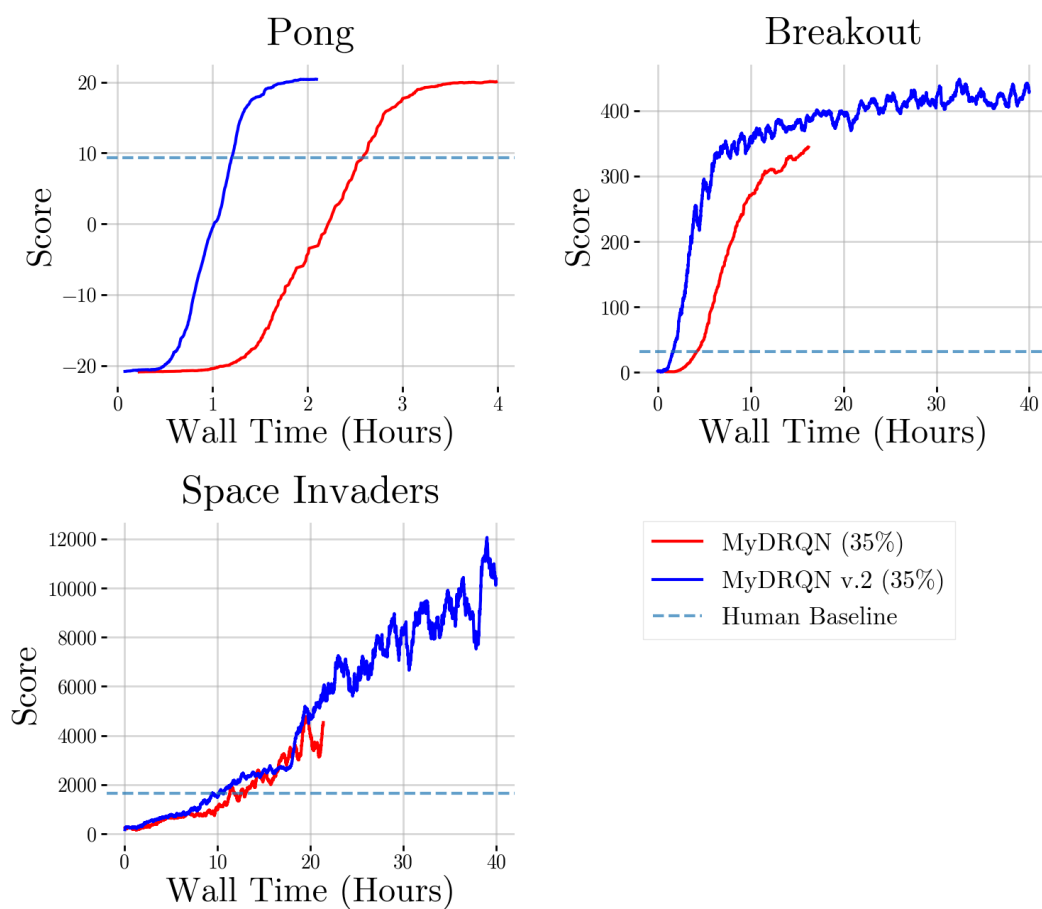 Pong
20
10
0
−10
−20
Score
0 1 2 3 4
Wall Time (Hours)
Breakout
400
300
200
100
0
Score
0 10 20 30 40
Wall Time (Hours)
Space Invaders
12000
10000
8000
6000
4000
2000
0
Score
0 10 20 30 40
Wall Time (Hours)
MyDRQN (35%)
MyDRQN v.2 (35%)
Human Baseline